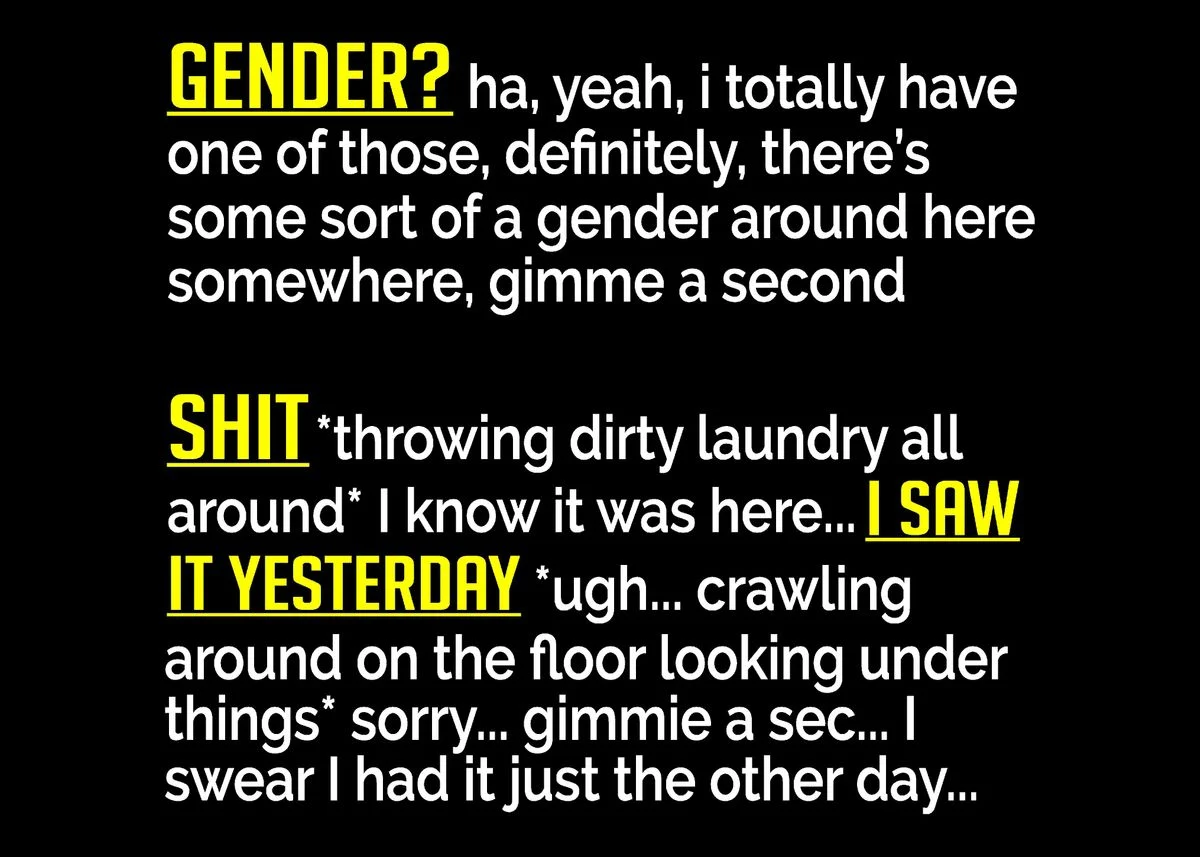 GENDER? ha, yeah, i totally have
one of those, definitely, there’s
some sort of a gender around here
somewhere, gimme a second
SHIT *throwing dirty laundry all
around* I know it was here... I SAW
IT YESTERDAY *ugh... crawling
around on the floor looking under
things* sorry... gimmie a sec... I
swear I had it just the other day...